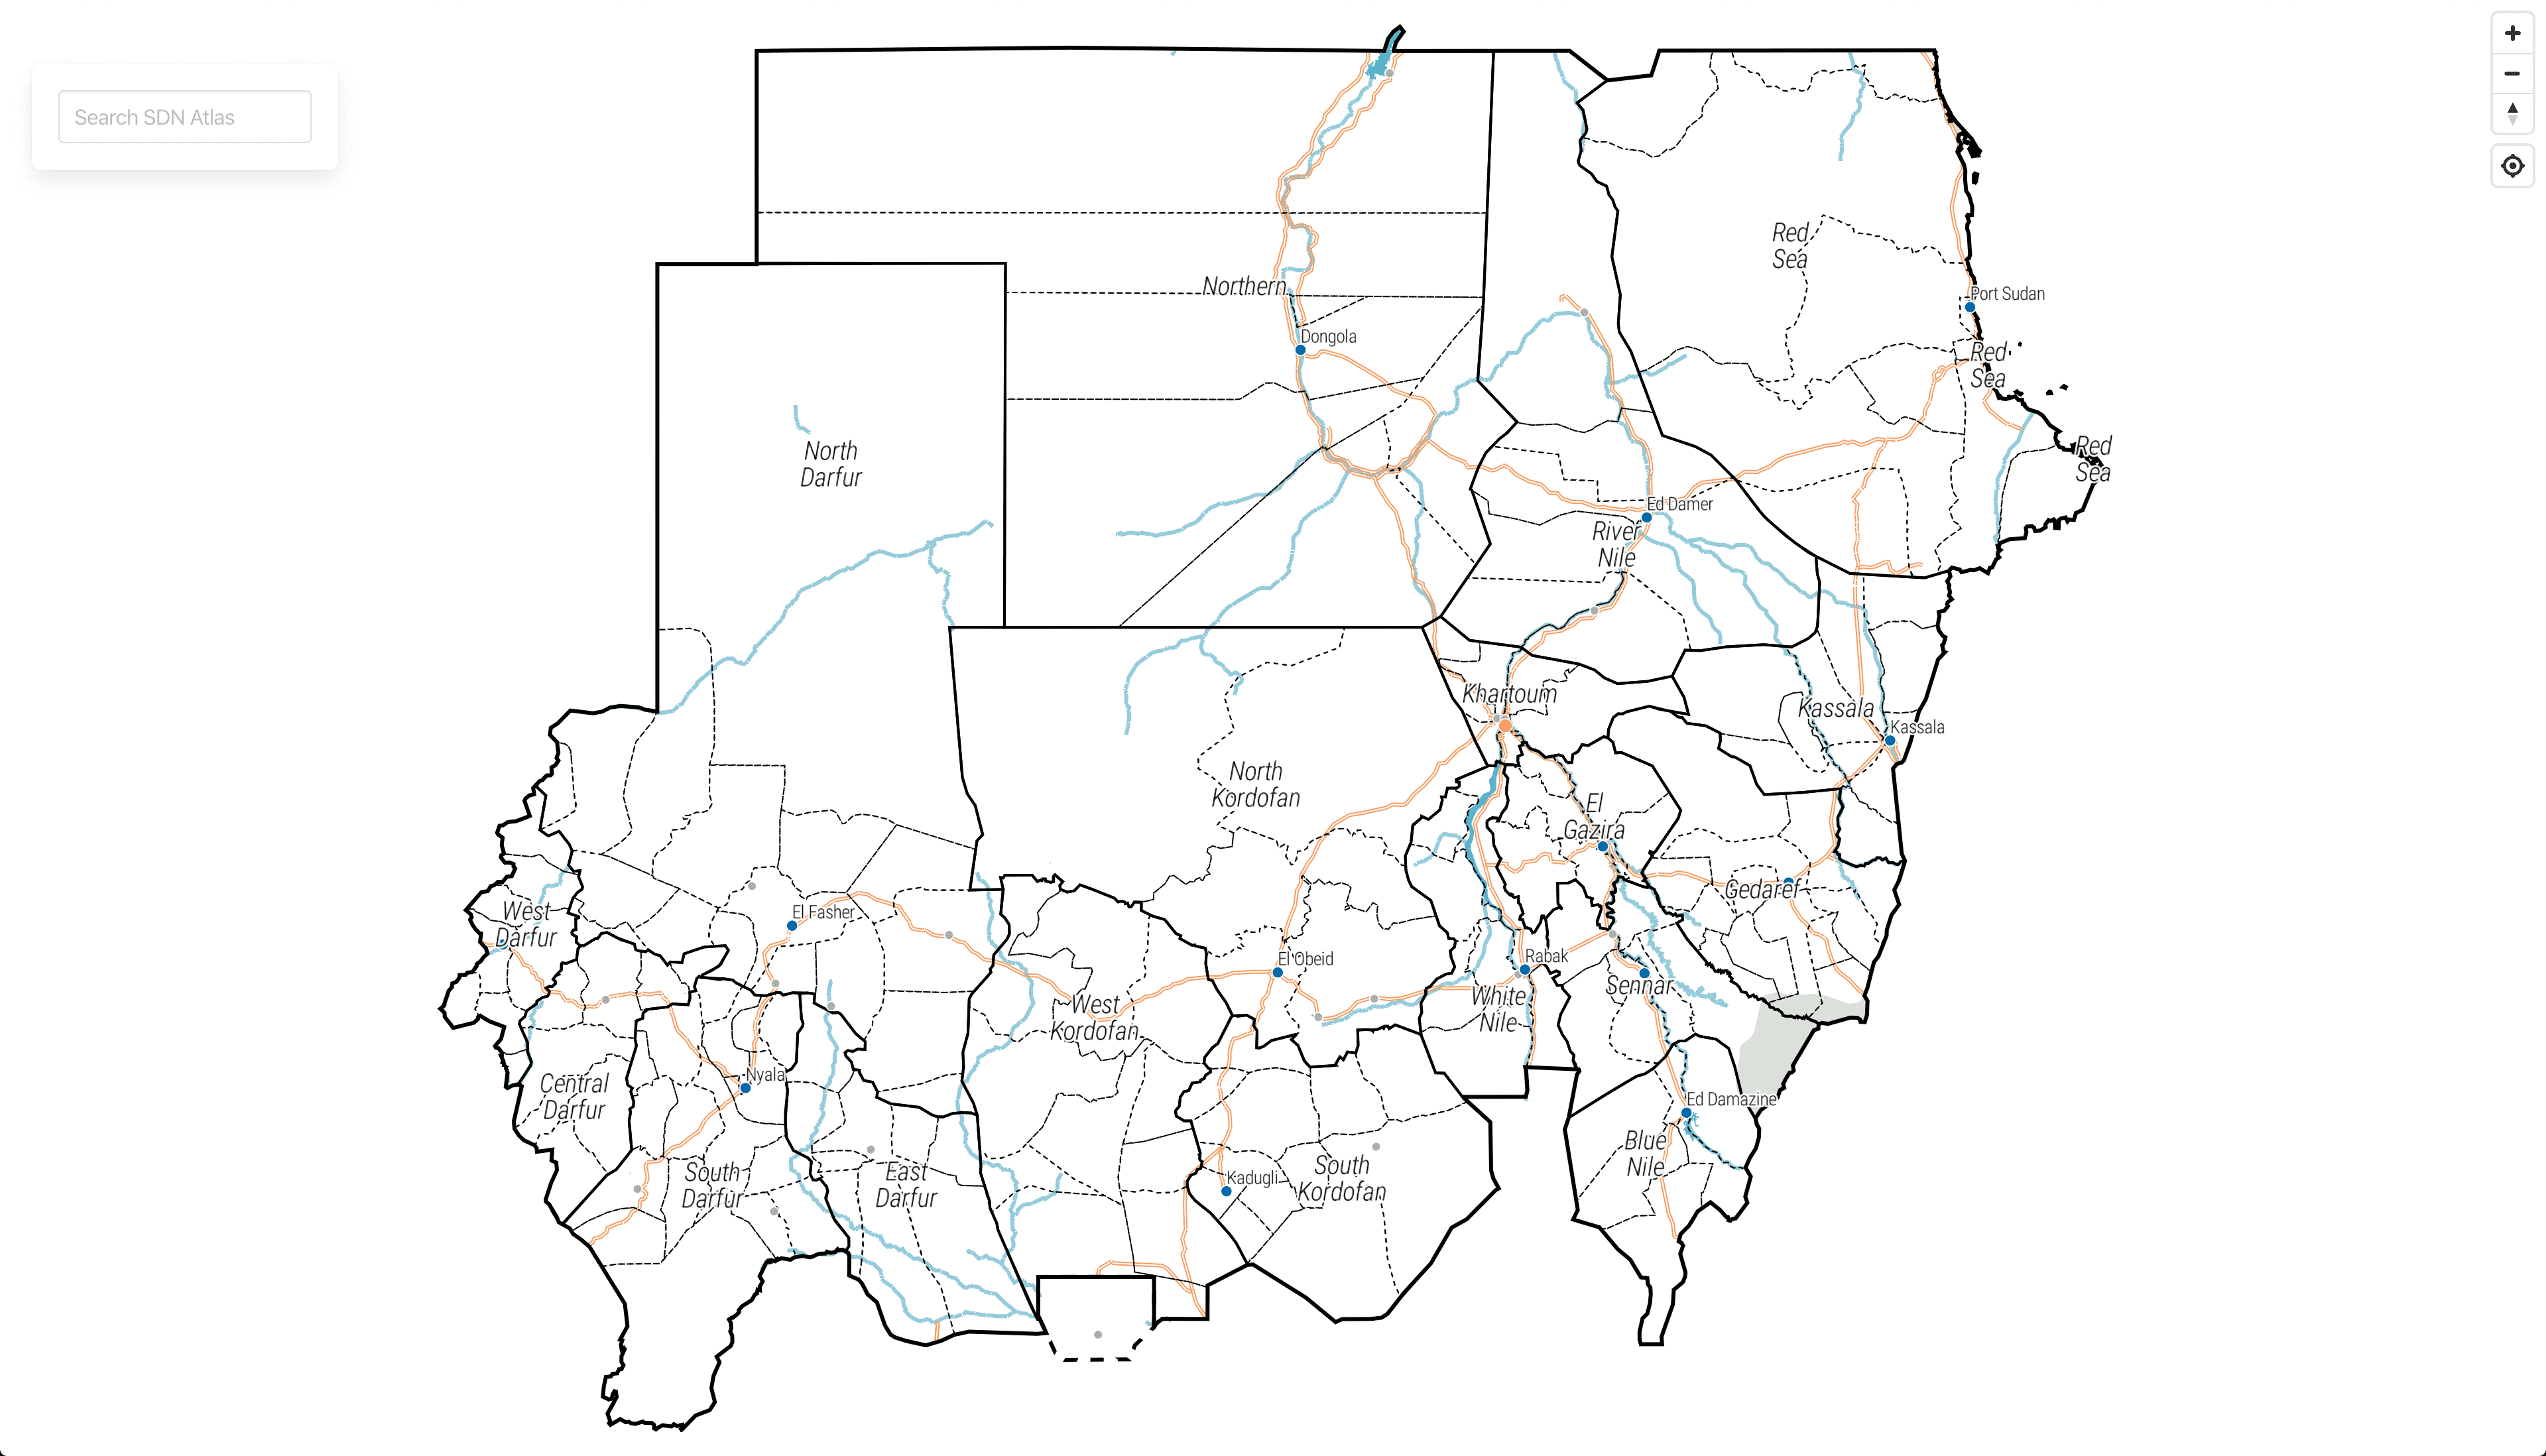 Search SDN Atlas
Red
Sea
Northern
Port Sudan
Dongola
Red
Sea
North
Darfur
Red
Sea
Ed Damer
River
Nile
Khartoum
Kassala
Kassala
North
Kordofan
El
Gazira
Gedaref
West
Darfur
El Fasher
El Obeid
Rabak
Sennar
White
Nile
West
Kordofan
Nyala
Central
Darfur
Ed Damazine
Blue
Nile
South
Darfur
East
Darfur
Kadugli
South
Kordofan